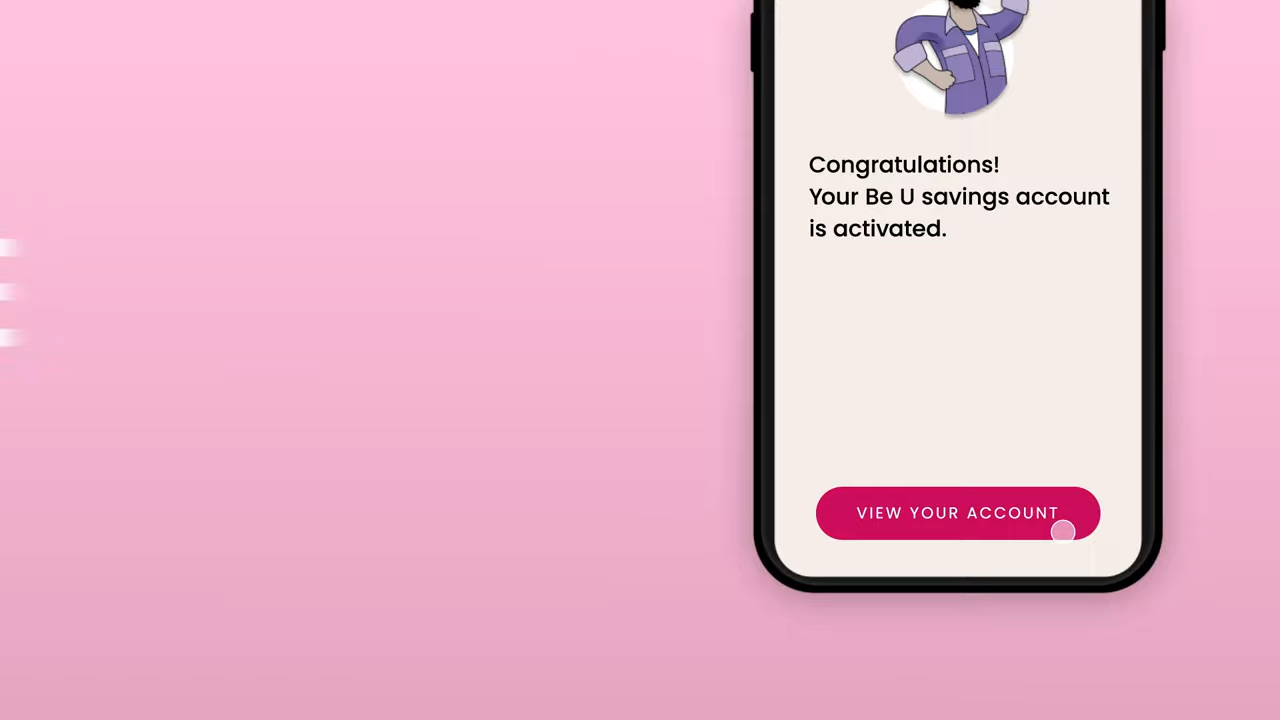 Congratulations!
Your Be U savings account
is activated.
VIEW YOUR ACCOUNT